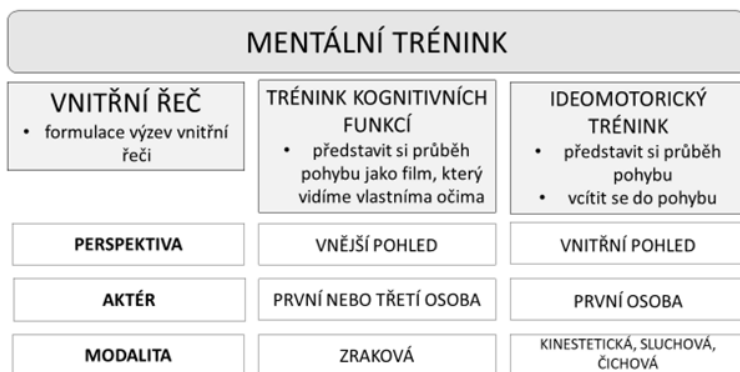 MENTÁLNÍ TRÉNINK
VNITŘNÍ ŘEČ
• formulace výzev vnitřní
řeči
TRÉNINK KOGNITIVNÍCH
FUNKCÍ
• představit si průběh
pohybu jako film, který
vidíme vlastníma očima
IDEOMOTORICKÝ
TRÉNINK
• představit si průběh
pohybu
• vcítit se do pohybu
PERSPEKTIVA
VNĚJŠÍ POHLED
VNITŘNÍ POHLED
AKTÉR
PRVNÍ NEBO TŘETÍ OSOBA
PRVNÍ OSOBA
MODALITA
ZRAKOVÁ
KINESTETICKÁ, SLUCHOVÁ,
ČICHOVÁ